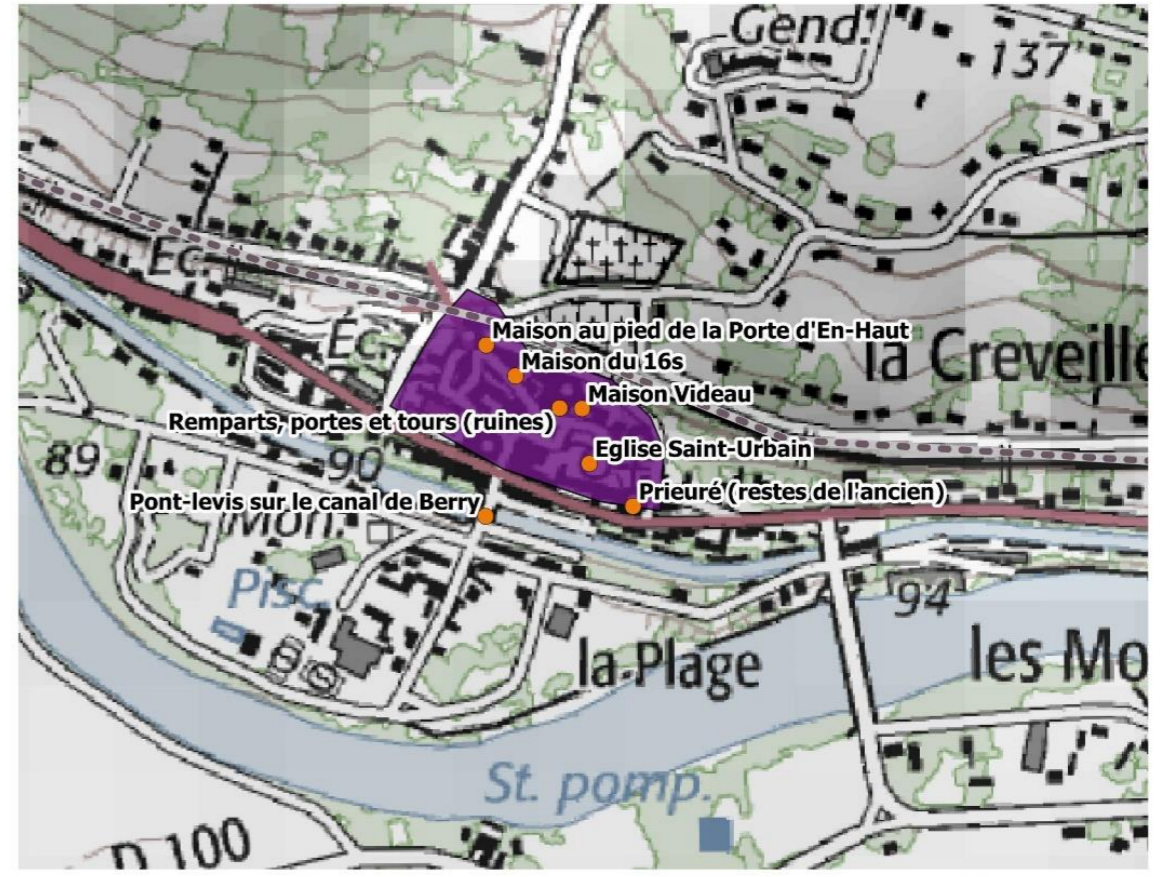 Gend.
137
Éc.
Maison au pied de la Porte d'En-Haut
Éc.
la Creveille
Maison du 16s
Maison Videau
Remparts, portes et tours (ruines)
Eglise Saint-Urbain
89
90
Prieuré (restes de l'ancien)
Pont-levis sur le canal de Berry
Mon.
Pisc.
94
la Plage
les Mo
St. pomp.
D 100